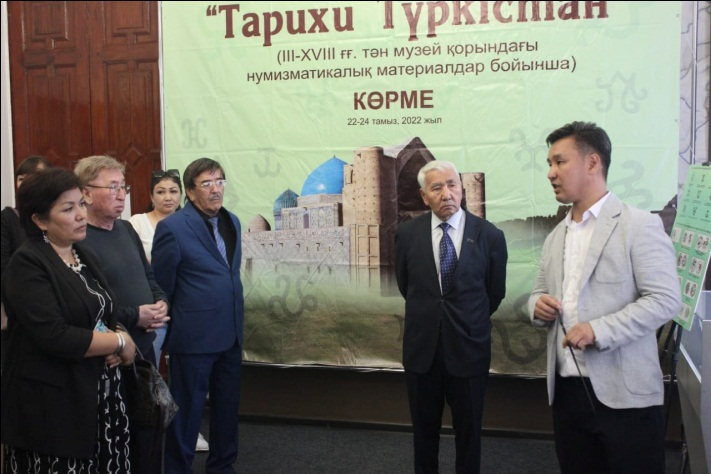 “Тарихи Түркістан
(III-XVIII ғғ. тән музей қорындағы
нумизматикалық материалдар бойынша)
КӨРМЕ
22-24 тамыз, 2022 жыл